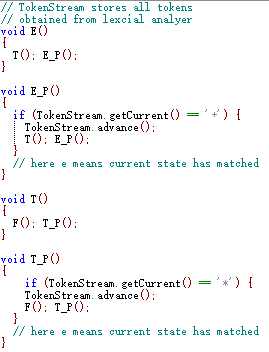 // TokenStream stores all tokens
// obtained from lexcial analyer
void E()
{
T(); E_P();
}
void E_P()
{
if (TokenStream.getCurrent() == '+') {
TokenStream.advance();
T(); E_P();
}
// here e means current state has matched
}
void T()
{
F(); T_P();
}
void T_P()
{
if (TokenStream.getCurrent() == '*') {
TokenStream.advance();
F(); T_P();
}
// here e means current state has matched
}